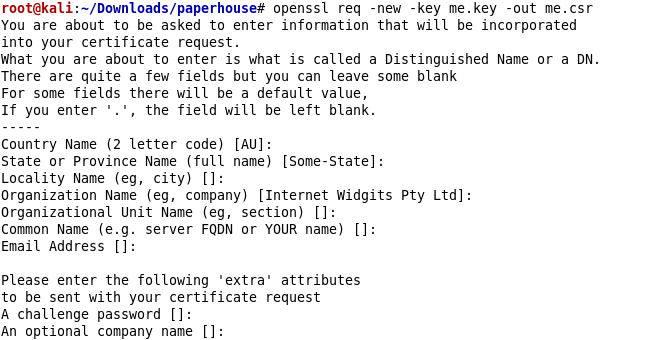 root@kali:~/Downloads/paperhouse# openssl req -new -key me.key -out me.csr
You are about to be asked to enter information that will be incorporated
into your certificate request.
What you are about to enter is what is called a Distinguished Name or a DN.
There are quite a few fields but you can leave some blank
For some fields there will be a default value,
If you enter '.', the field will be left blank.
-----
Country Name (2 letter code) [AU]:
State or Province Name (full name) [Some-State]:
Locality Name (eg, city) []:
Organization Name (eg, company) [Internet Widgits Pty Ltd]:
Organizational Unit Name (eg, section) []:
Common Name (e.g. server FQDN or YOUR name) []:
Email Address []:

Please enter the following 'extra' attributes
to be sent with your certificate request
A challenge password []:
An optional company name []: